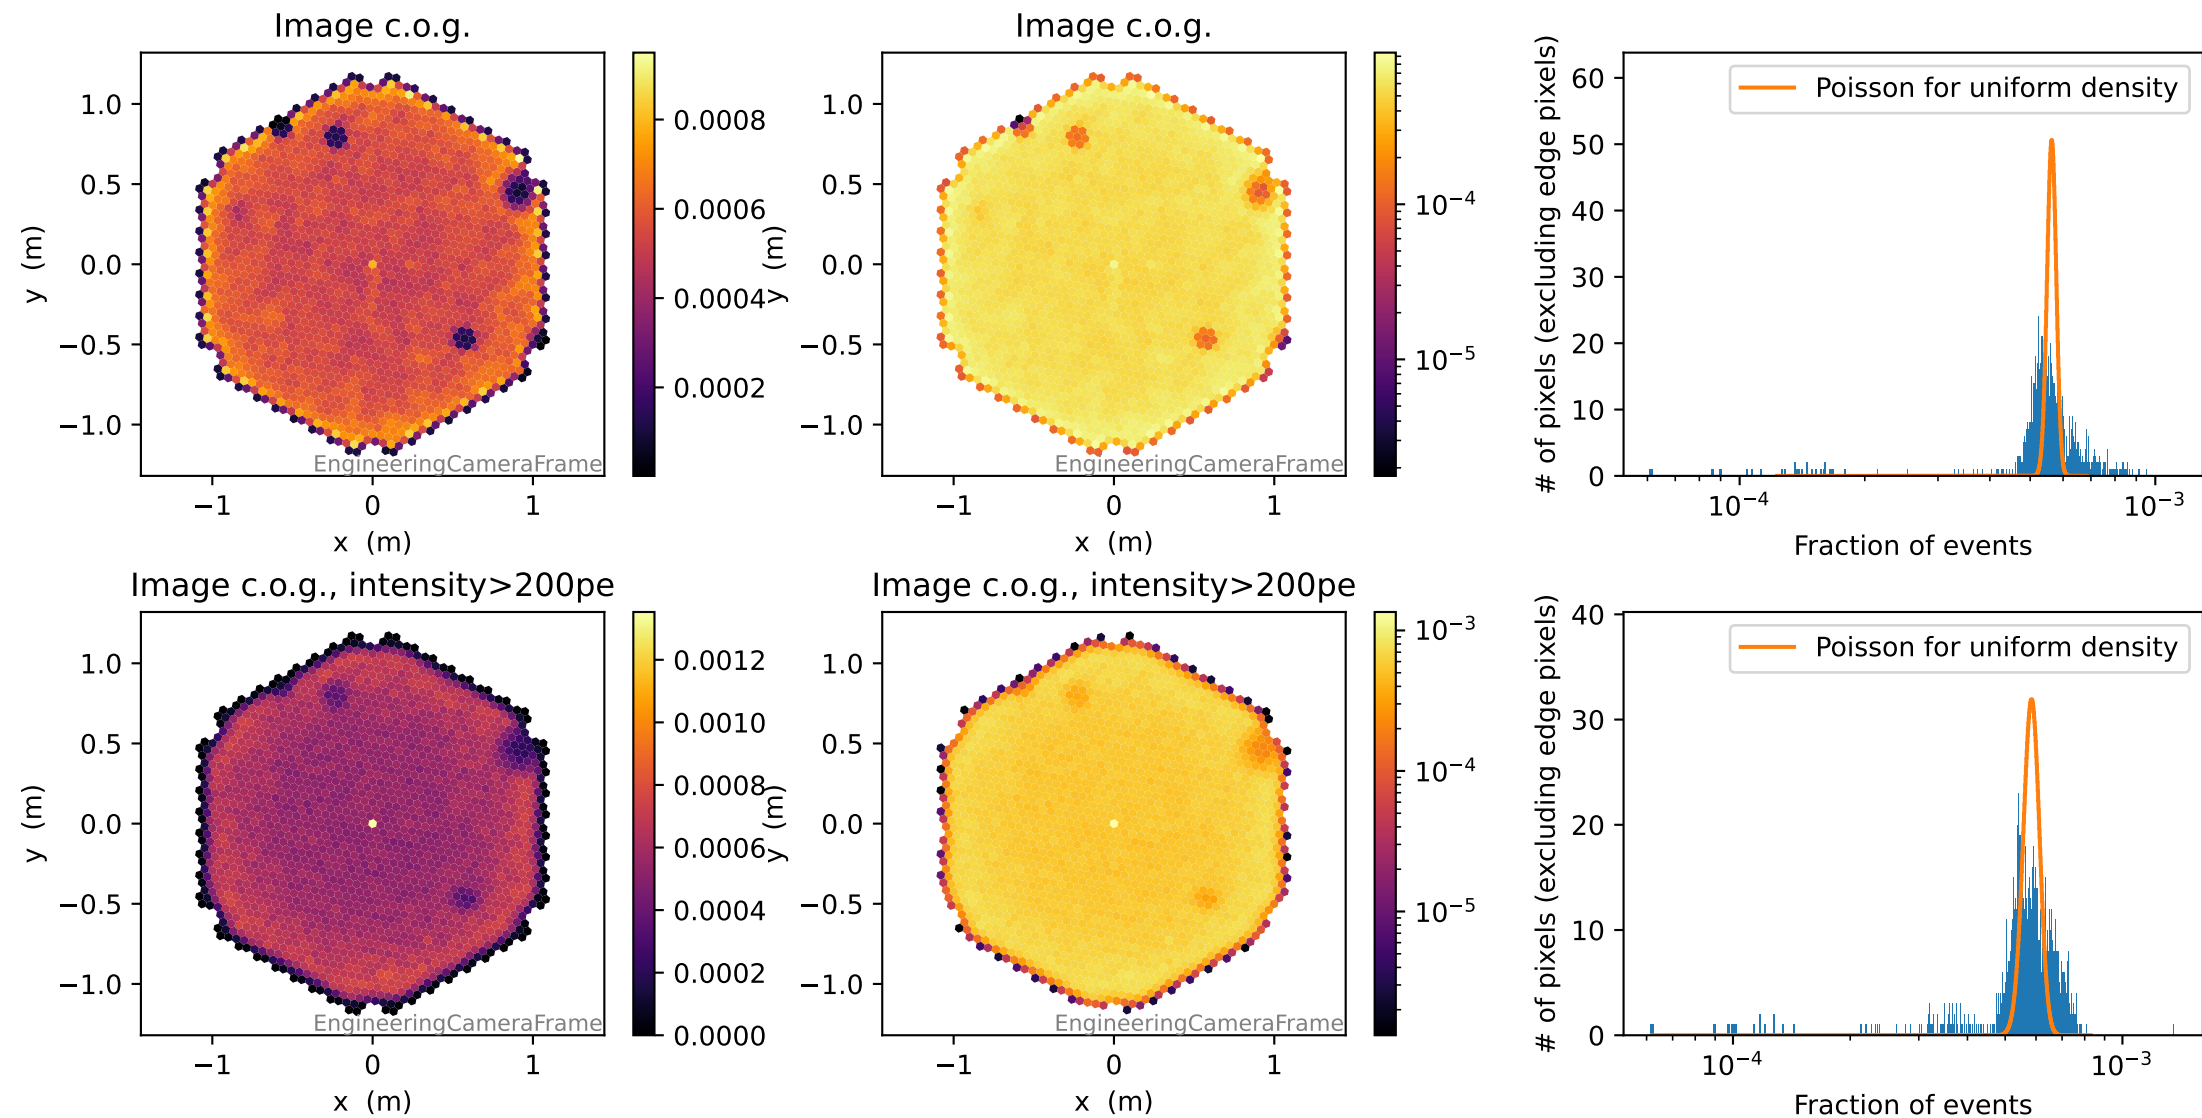 Image c.o.g.
1.0
0.5
0.0
−0.5
−1.0
y (m)
−1
0
1
x (m)
EngineeringCameraFrame
0.0008
0.0006
0.0004
0.0002
Image c.o.g.
1.0
0.5
0.0
−0.5
−1.0
y (m)
−1
0
1
x (m)
EngineeringCameraFrame
10⁻⁴
10⁻⁵
60
50
40
30
20
10
0
# of pixels (excluding edge pixels)
Poisson for uniform density
10⁻⁴
10⁻³
Fraction of events
Image c.o.g., intensity>200pe
1.0
0.5
0.0
−0.5
−1.0
y (m)
−1
0
1
x (m)
EngineeringCameraFrame
0.0012
0.0010
0.0008
0.0006
0.0004
0.0002
0.0000
Image c.o.g., intensity>200pe
1.0
0.5
0.0
−0.5
−1.0
y (m)
−1
0
1
x (m)
EngineeringCameraFrame
10⁻³
10⁻⁴
10⁻⁵
40
30
20
10
0
# of pixels (excluding edge pixels)
Poisson for uniform density
10⁻⁴
10⁻³
Fraction of events